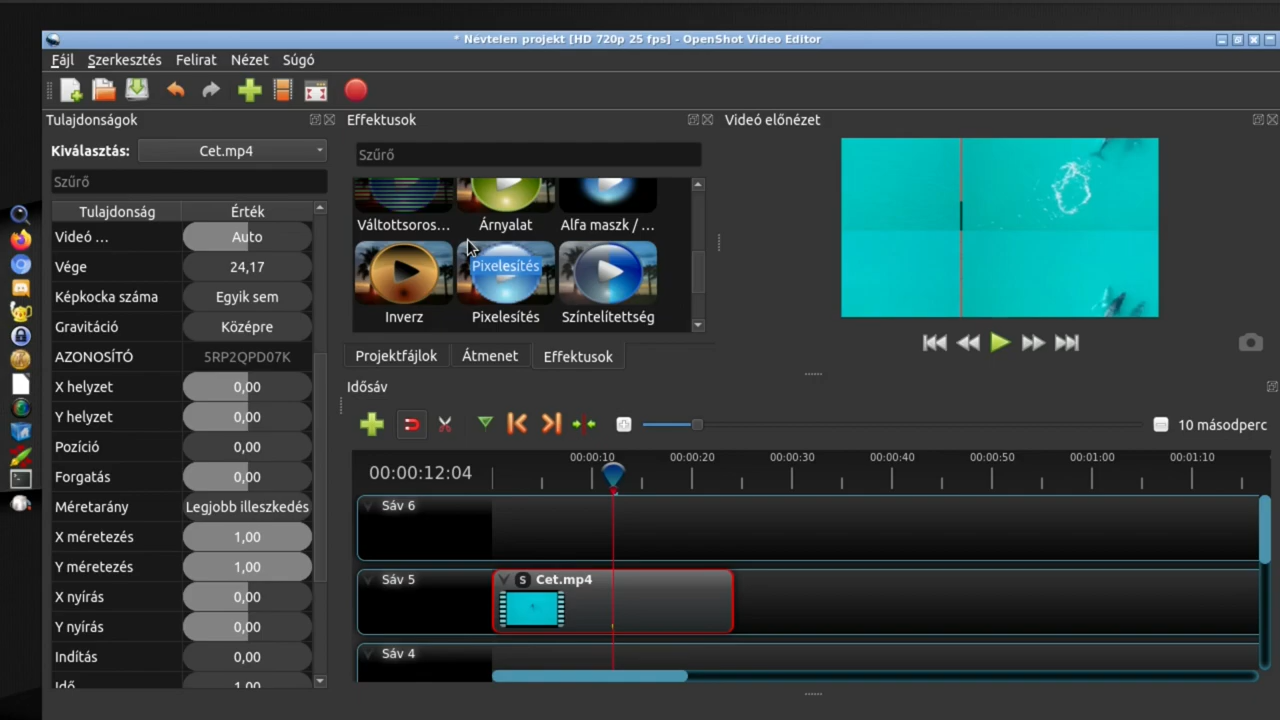 * Nevtelen projekt [HD 720p 25 fps] - OpenShot Video Editor
Fájl Szerkesztés Felirat Nézet Súgó
Tulajdonságok
Kiválasztás: Cet.mp4
Szűrő
Tulajdonság Érték
Videó ... Auto
Vége 24,17
Képkocka száma Egyik sem
Gravitáció Középre
AZONOSÍTÓ 5RP2QPD07K
X helyzet 0,00
Y helyzet 0,00
Pozíció 0,00
Forgatás 0,00
Méretarány Legjobb illeszkedés
X méretezés 1,00
Y méretezés 1,00
X nyírás 0,00
Y nyírás 0,00
Indítás 0,00
Idő 1,00
Effektusok
Szűrő
Váltottsoros... Árnyalat Alfa maszk / ...
Pixelesítés
Inverz Pixelesítés Színtelítettség
Projektfájlok Átmenet Effektusok
Videó előnézet
Idősáv
10 másodperc
00:00:12:04
00:00:10 00:00:20 00:00:30 00:00:40 00:00:50 00:01:00 00:01:10
Sáv 6
Sáv 5
S Cet.mp4
Sáv 4